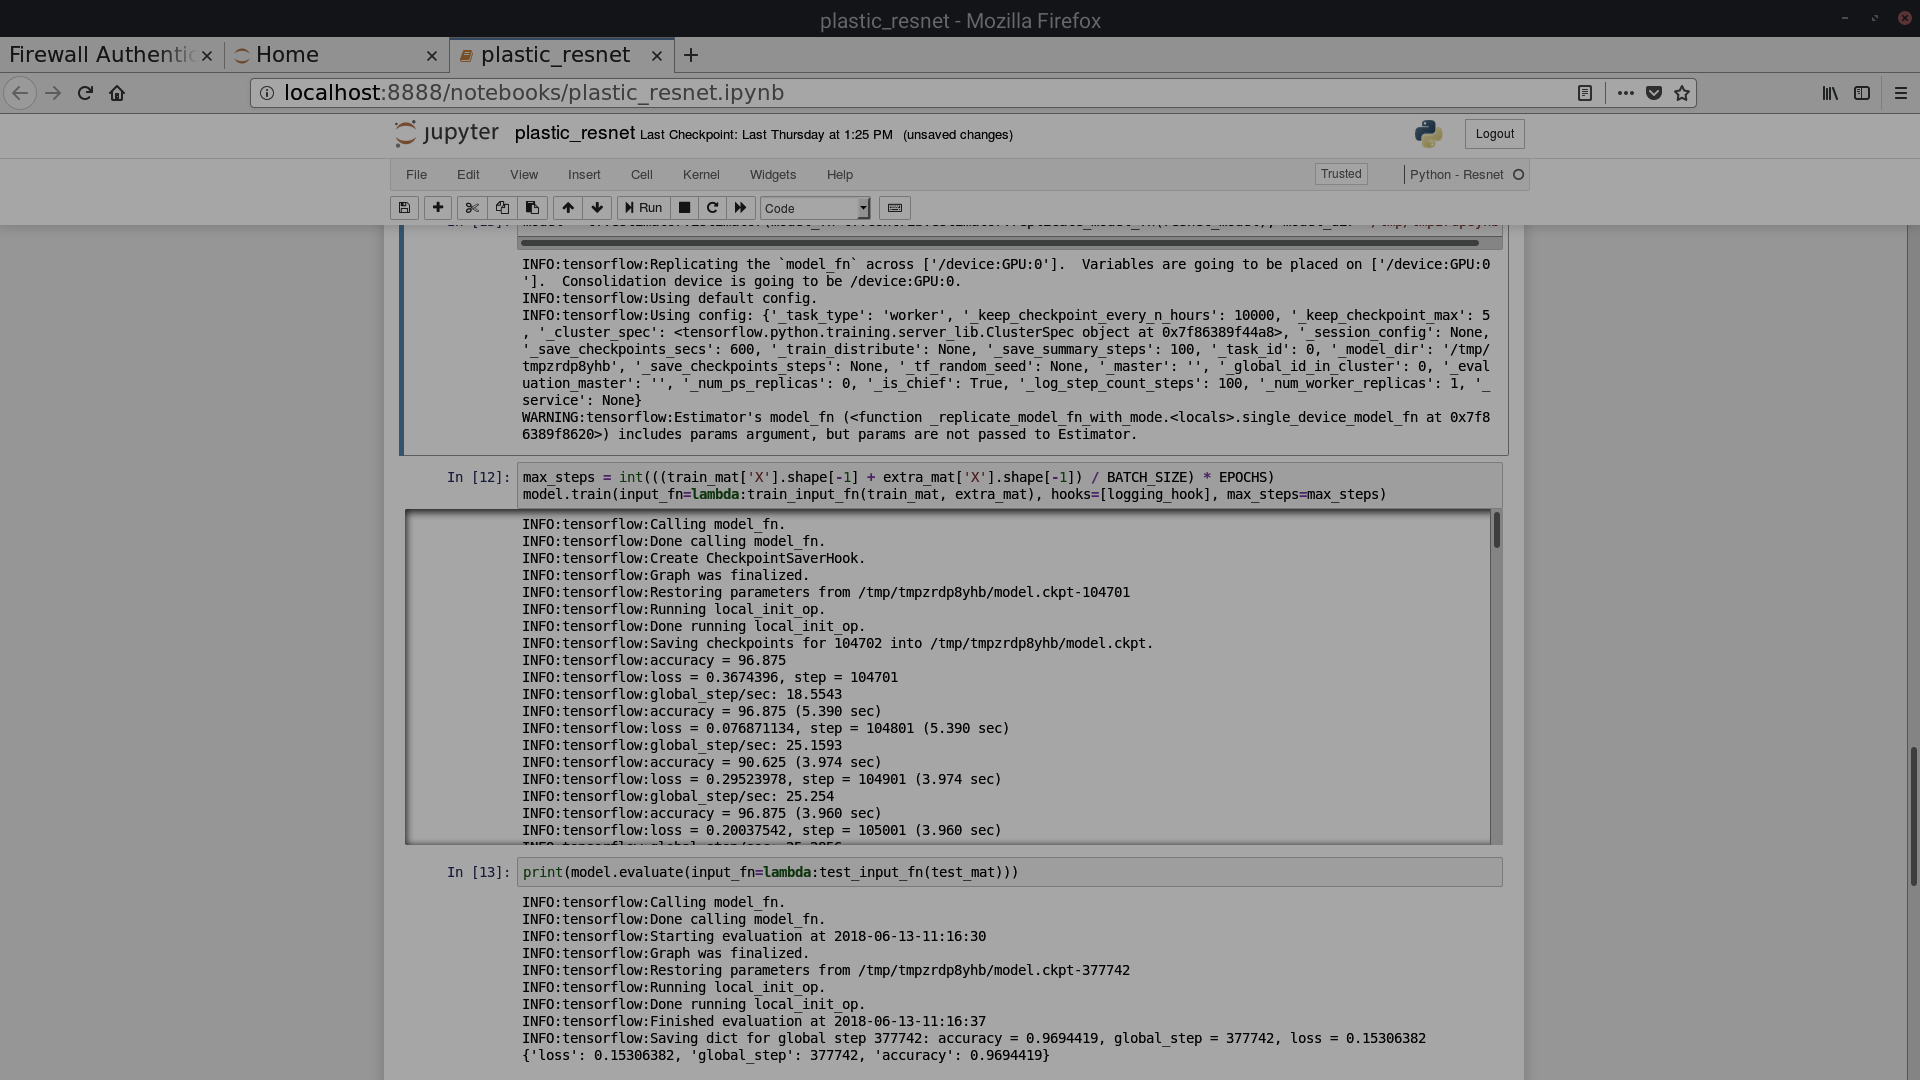 plastic_resnet - Mozilla Firefox
Firewall Authentic
Home
plastic_resnet
localhost:8888/notebooks/plastic_resnet.ipynb
jupyter plastic_resnet Last Checkpoint: Last Thursday at 1:25 PM (unsaved changes)
Logout
File Edit View Insert Cell Kernel Widgets Help
Trusted
Python - Resnet
Run
Code
INFO:tensorflow:Replicating the `model_fn` across ['/device:GPU:0'].  Variables are going to be placed on ['/device:GPU:0
'].  Consolidation device is going to be /device:GPU:0.
INFO:tensorflow:Using default config.
INFO:tensorflow:Using config: {'_task_type': 'worker', '_keep_checkpoint_every_n_hours': 10000, '_keep_checkpoint_max': 5
, '_cluster_spec': <tensorflow.python.training.server_lib.ClusterSpec object at 0x7f86389f44a8>, '_session_config': None,
'_save_checkpoints_secs': 600, '_train_distribute': None, '_save_summary_steps': 100, '_task_id': 0, '_model_dir': '/tmp/
tmpzrdp8yhb', '_save_checkpoints_steps': None, '_tf_random_seed': None, '_master': '', '_global_id_in_cluster': 0, '_eval
uation_master': '', '_num_ps_replicas': 0, '_is_chief': True, '_log_step_count_steps': 100, '_num_worker_replicas': 1, '_
service': None}
WARNING:tensorflow:Estimator's model_fn (<function _replicate_model_fn_with_mode.<locals>.single_device_model_fn at 0x7f8
6389f8620>) includes params argument, but params are not passed to Estimator.
In [12]: max_steps = int(((train_mat['X'].shape[-1] + extra_mat['X'].shape[-1]) / BATCH_SIZE) * EPOCHS)
model.train(input_fn=lambda:train_input_fn(train_mat, extra_mat), hooks=[logging_hook], max_steps=max_steps)
INFO:tensorflow:Calling model_fn.
INFO:tensorflow:Done calling model_fn.
INFO:tensorflow:Create CheckpointSaverHook.
INFO:tensorflow:Graph was finalized.
INFO:tensorflow:Restoring parameters from /tmp/tmpzrdp8yhb/model.ckpt-104701
INFO:tensorflow:Running local_init_op.
INFO:tensorflow:Done running local_init_op.
INFO:tensorflow:Saving checkpoints for 104702 into /tmp/tmpzrdp8yhb/model.ckpt.
INFO:tensorflow:accuracy = 96.875
INFO:tensorflow:loss = 0.3674396, step = 104701
INFO:tensorflow:global_step/sec: 18.5543
INFO:tensorflow:accuracy = 96.875 (5.390 sec)
INFO:tensorflow:loss = 0.076871134, step = 104801 (5.390 sec)
INFO:tensorflow:global_step/sec: 25.1593
INFO:tensorflow:accuracy = 90.625 (3.974 sec)
INFO:tensorflow:loss = 0.29523978, step = 104901 (3.974 sec)
INFO:tensorflow:global_step/sec: 25.254
INFO:tensorflow:accuracy = 96.875 (3.960 sec)
INFO:tensorflow:loss = 0.20037542, step = 105001 (3.960 sec)
In [13]: print(model.evaluate(input_fn=lambda:test_input_fn(test_mat)))
INFO:tensorflow:Calling model_fn.
INFO:tensorflow:Done calling model_fn.
INFO:tensorflow:Starting evaluation at 2018-06-13-11:16:30
INFO:tensorflow:Graph was finalized.
INFO:tensorflow:Restoring parameters from /tmp/tmpzrdp8yhb/model.ckpt-377742
INFO:tensorflow:Running local_init_op.
INFO:tensorflow:Done running local_init_op.
INFO:tensorflow:Finished evaluation at 2018-06-13-11:16:37
INFO:tensorflow:Saving dict for global step 377742: accuracy = 0.9694419, global_step = 377742, loss = 0.15306382
{'loss': 0.15306382, 'global_step': 377742, 'accuracy': 0.9694419}